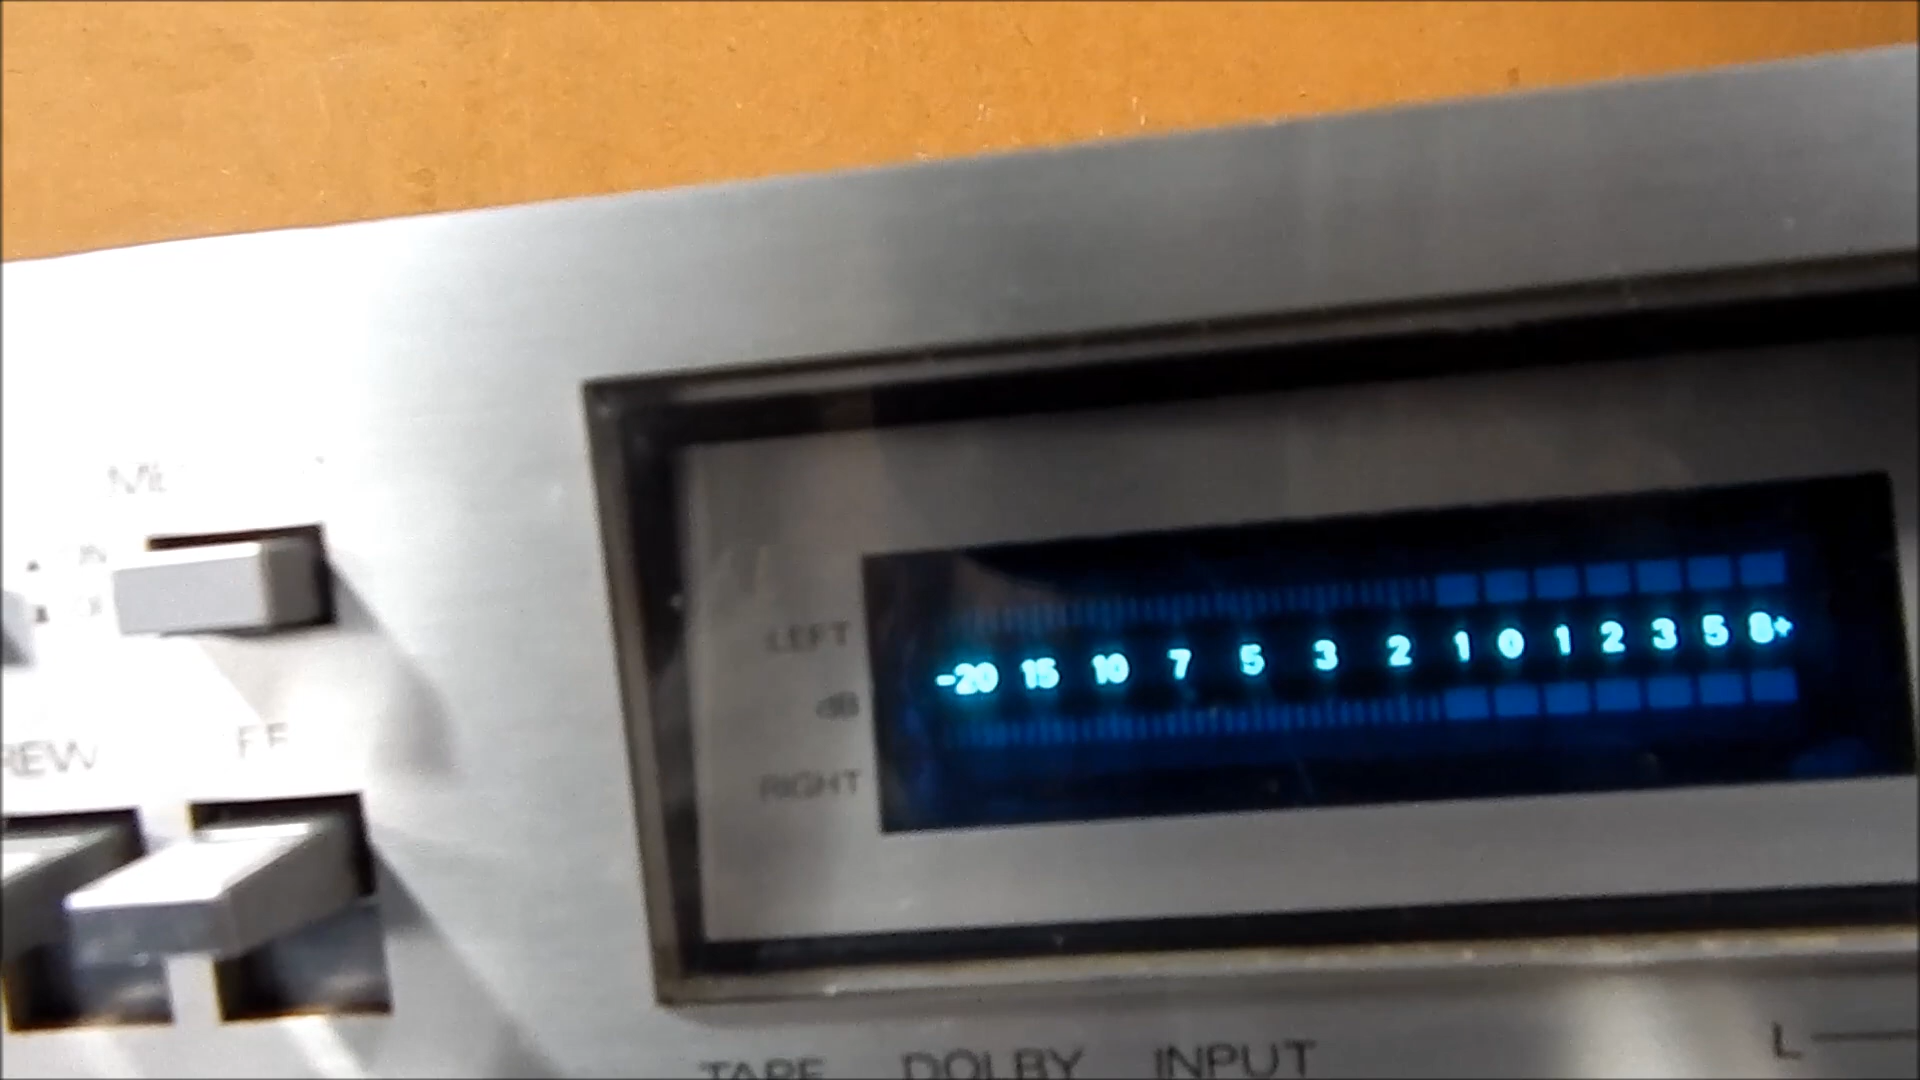 IN
LEFT
-20 15 10 7 5 3 2 1 0 1 2 3 5 8+
dB
REW FF
RIGHT
TAPE DOLBY INPUT L